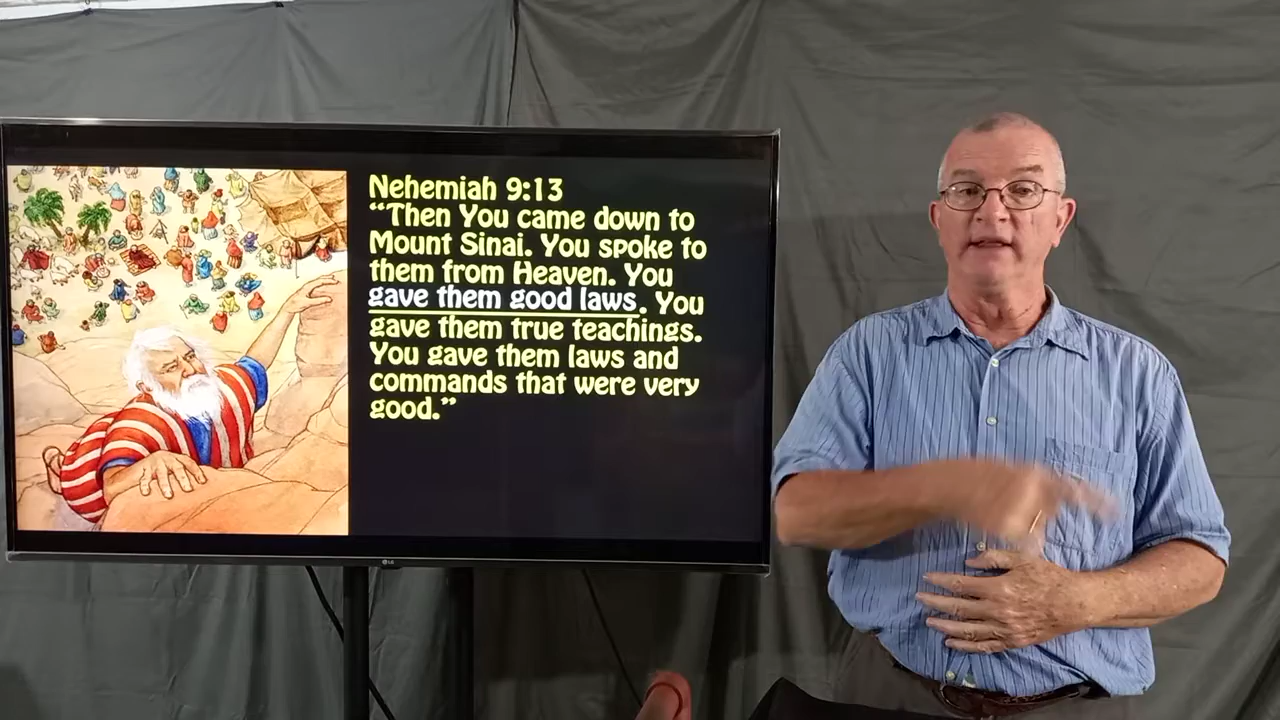 Nehemiah 9:13
“Then You came down to
Mount Sinai. You spoke to
them from Heaven. You
gave them good laws. You
gave them true teachings.
You gave them laws and
commands that were very
good.”
LG